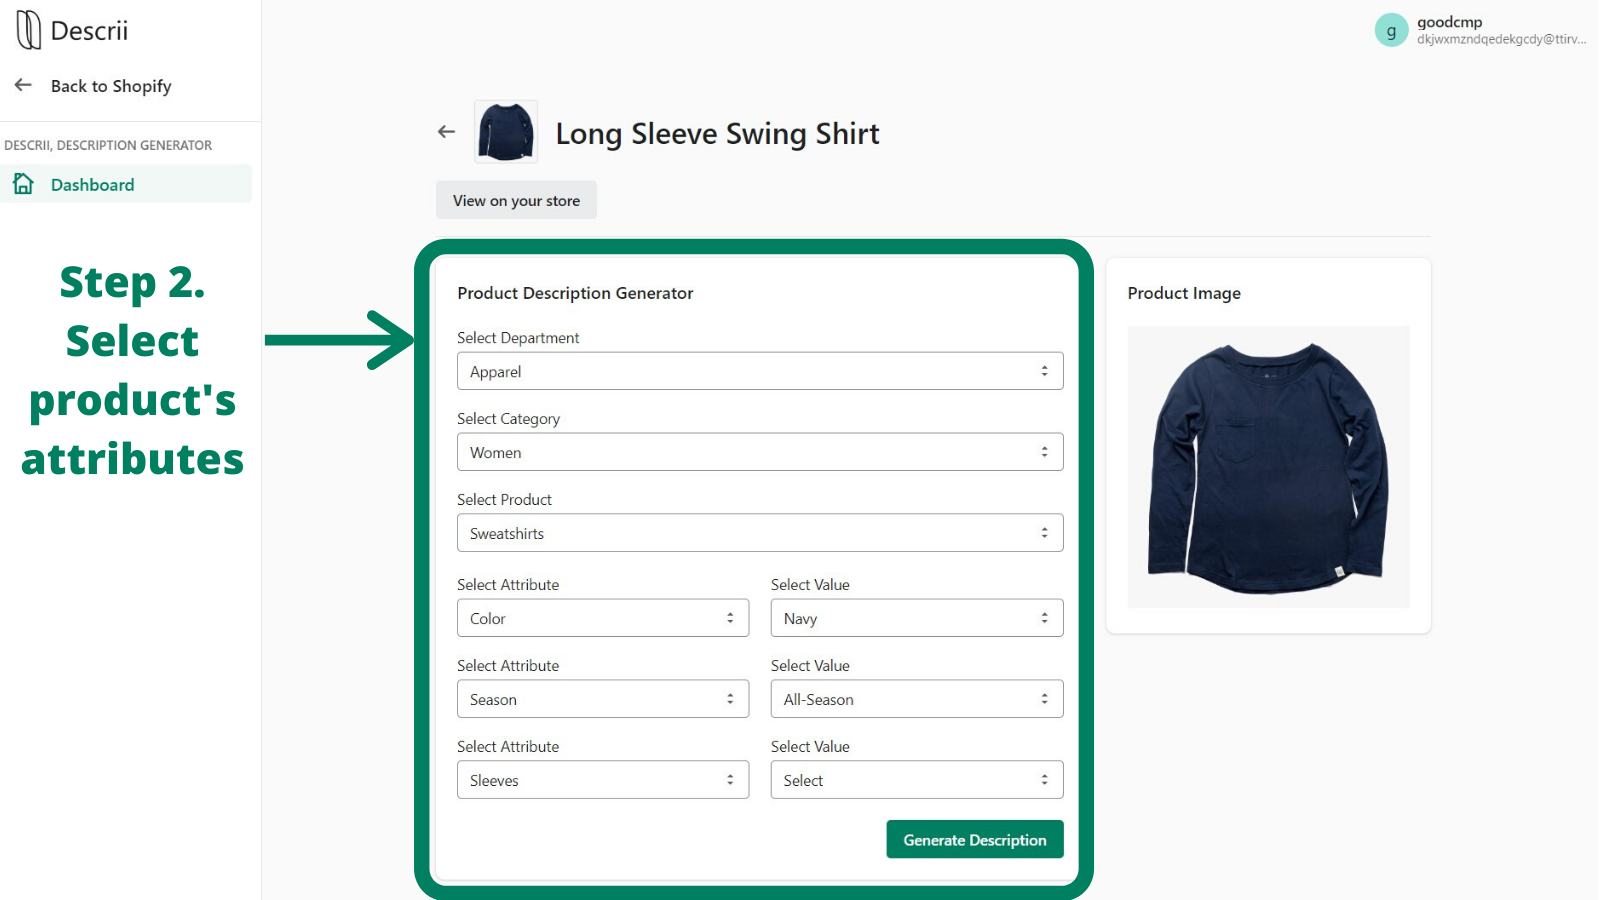 Descrii
Back to Shopify
DESCRII, DESCRIPTION GENERATOR
Dashboard
Step 2.
Select
product's
attributes
g
goodcmp
dkjwxmzndqedekgcdy@ttirv...
Long Sleeve Swing Shirt
View on your store
Product Description Generator
Select Department
Apparel
Select Category
Women
Select Product
Sweatshirts
Select Attribute
Select Value
Color
Navy
Select Attribute
Select Value
Season
All-Season
Select Attribute
Select Value
Sleeves
Select
Generate Description
Product Image